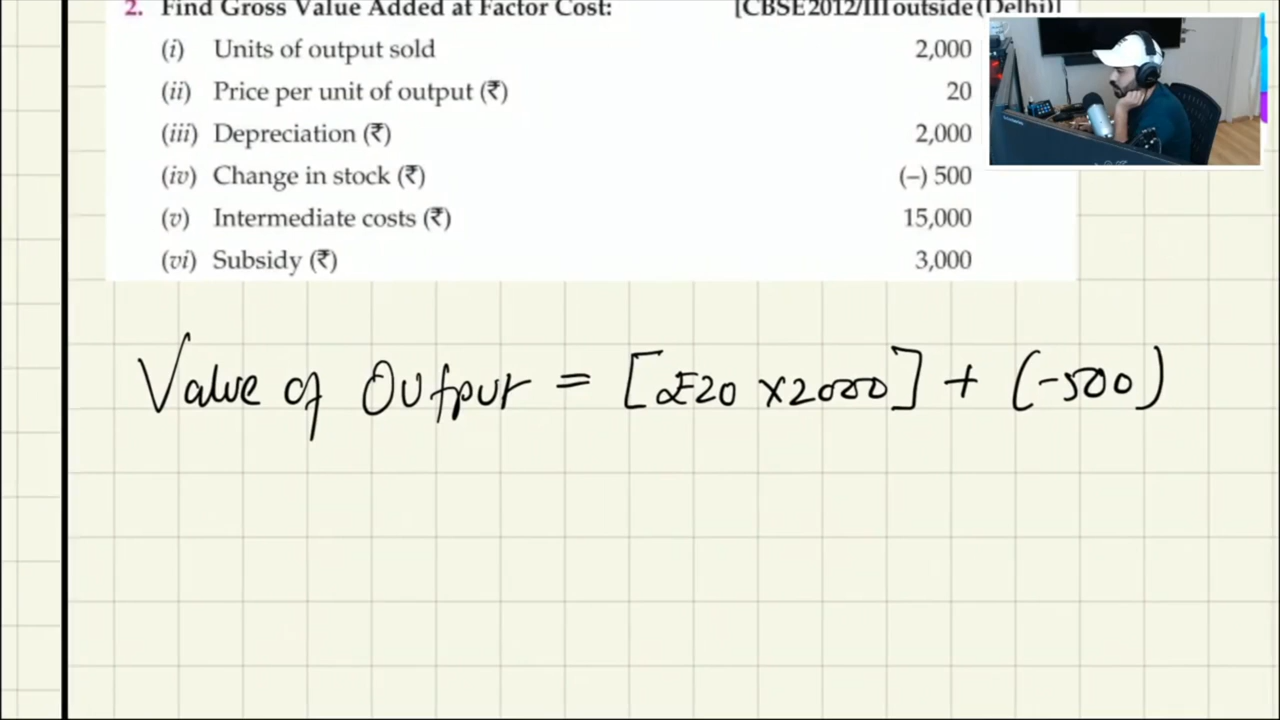 2. Find Gross Value Added at Factor Cost: [CBSE 2012/III outside (Delhi)]
(i) Units of output sold 2,000
(ii) Price per unit of output (₹) 20
(iii) Depreciation (₹) 2,000
(iv) Change in stock (₹) (–) 500
(v) Intermediate costs (₹) 15,000
(vi) Subsidy (₹) 3,000
Value of Output = [₹20 ×2000] + (-500)